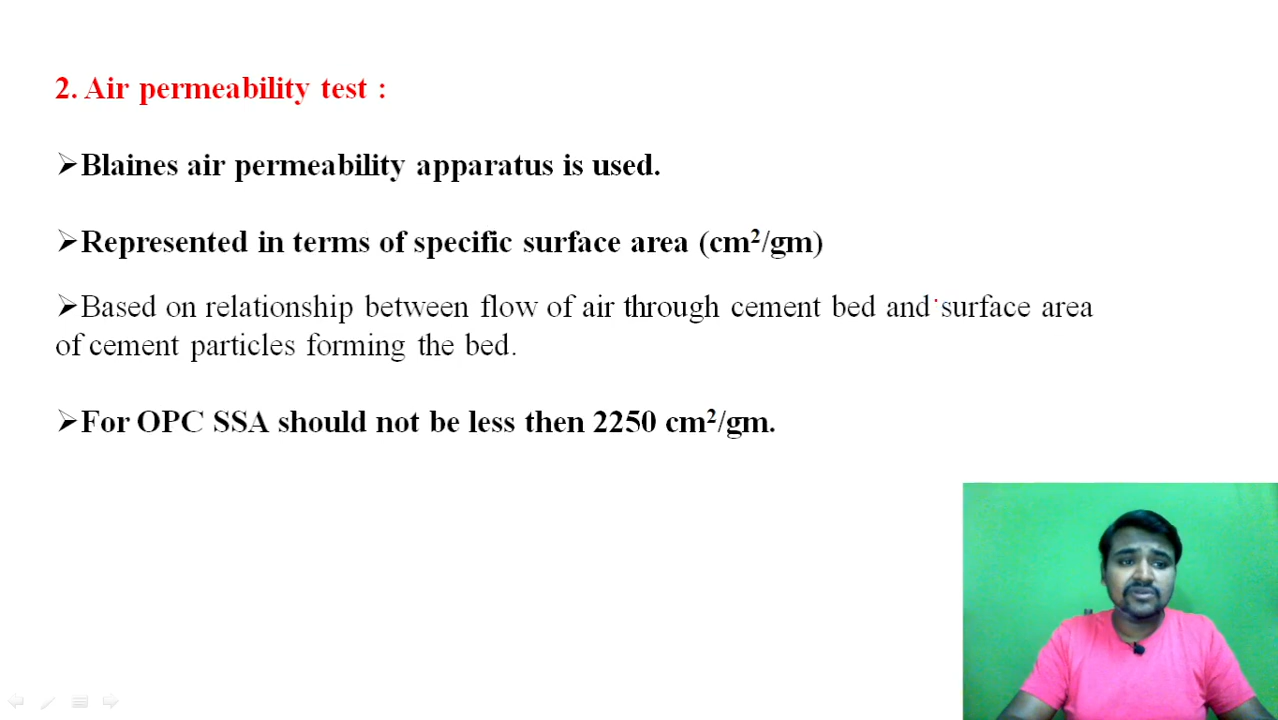 2. Air permeability test :
➢Blaines air permeability apparatus is used.
➢Represented in terms of specific surface area (cm²/gm)
➢Based on relationship between flow of air through cement bed and surface area
of cement particles forming the bed.
➢For OPC SSA should not be less then 2250 cm²/gm.